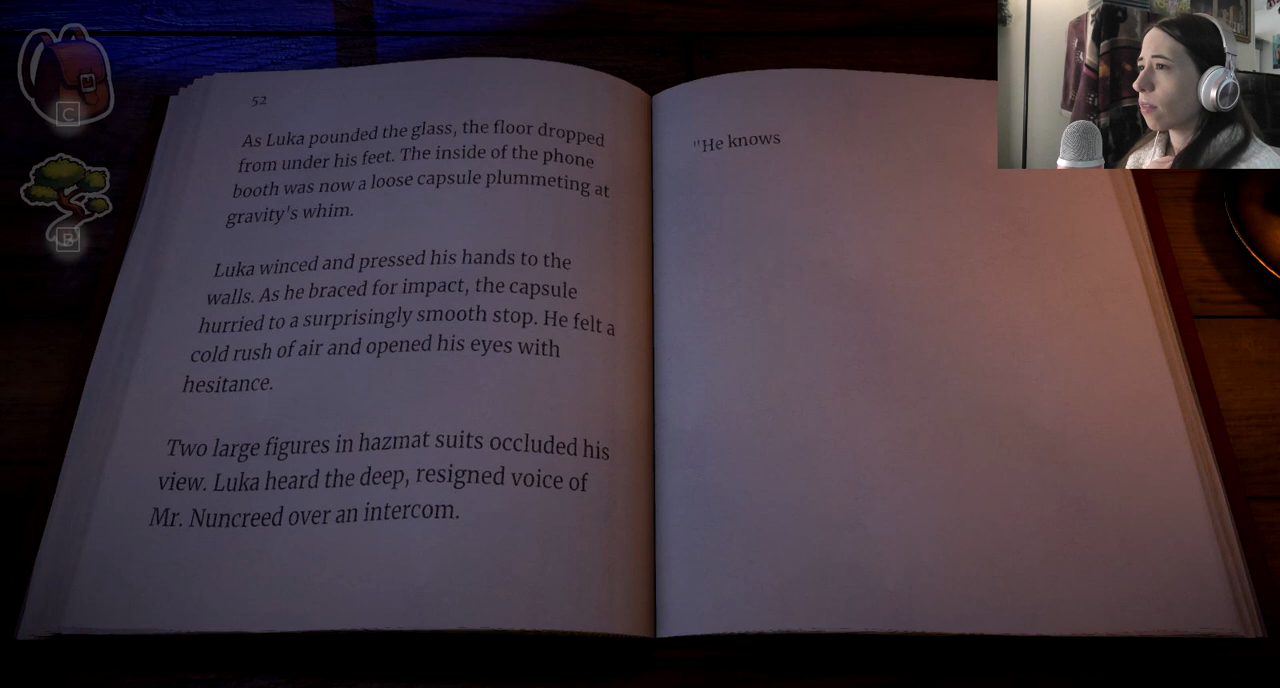 C
B
52
As Luka pounded the glass, the floor dropped
from under his feet. The inside of the phone
booth was now a loose capsule plummeting at
gravity's whim.
Luka winced and pressed his hands to the
walls. As he braced for impact, the capsule
hurried to a surprisingly smooth stop. He felt a
cold rush of air and opened his eyes with
hesitance.
Two large figures in hazmat suits occluded his
view. Luka heard the deep, resigned voice of
Mr. Nuncreed over an intercom.
"He knows